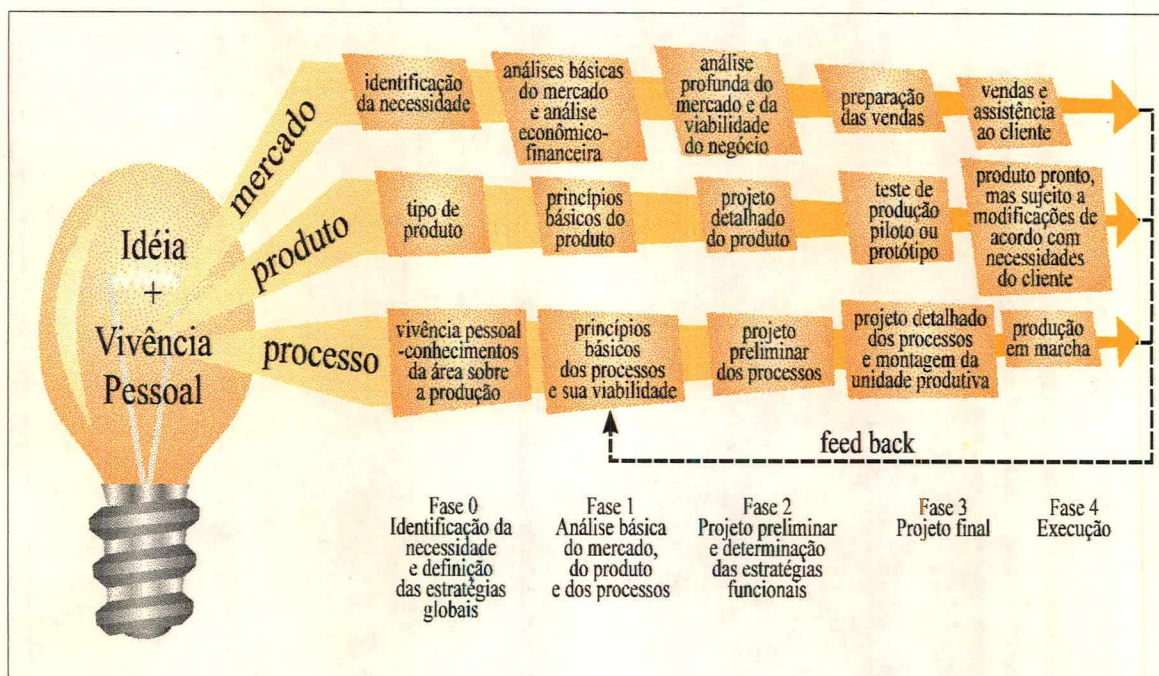 Idéia
+
Vivência
Pessoal
mercado
identificação
da necessidade
análises básicas
do mercado
e análise
econômico-
financeira
análise
profunda do
mercado e da
viabilidade
do negócio
preparação
das vendas
vendas e
assistência
ao cliente
produto
tipo de
produto
princípios
básicos do
produto
projeto
detalhado
do produto
teste de
produção
piloto ou
protótipo
produto pronto,
mas sujeito a
modificações de
acordo com
necessidades
do cliente
processo
vivência pessoal
-conhecimentos
da área sobre
a produção
princípios
básicos
dos processos
e sua viabilidade
projeto
preliminar
dos processos
projeto detalhado
dos processos
e montagem da
unidade produtiva
produção
em marcha
feed back
Fase 0
Identificação da
necessidade
e definição
das estratégias
globais
Fase 1
Análise básica
do mercado,
do produto
e dos processos
Fase 2
Projeto preliminar
e determinação
das estratégias
funcionais
Fase 3
Projeto final
Fase 4
Execução